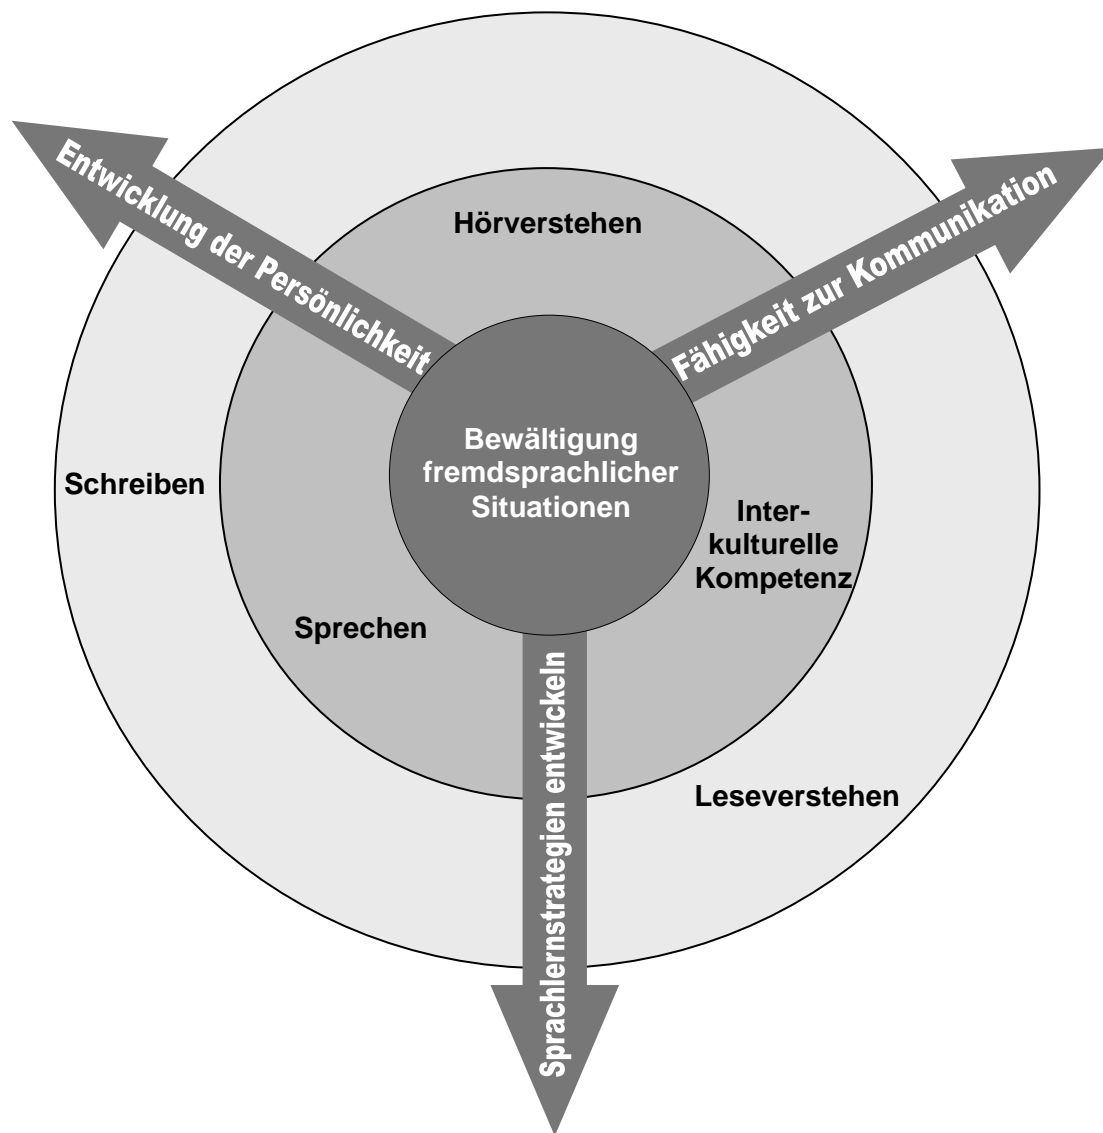 Entwicklung der Persönlichkeit
Fähigkeit zur Kommunikation
Hörverstehen
Bewältigung
fremdsprachlicher
Situationen
Schreiben
Inter-
kulturelle
Kompetenz
Sprechen
Sprachlernstrategien entwickeln
Leseverstehen